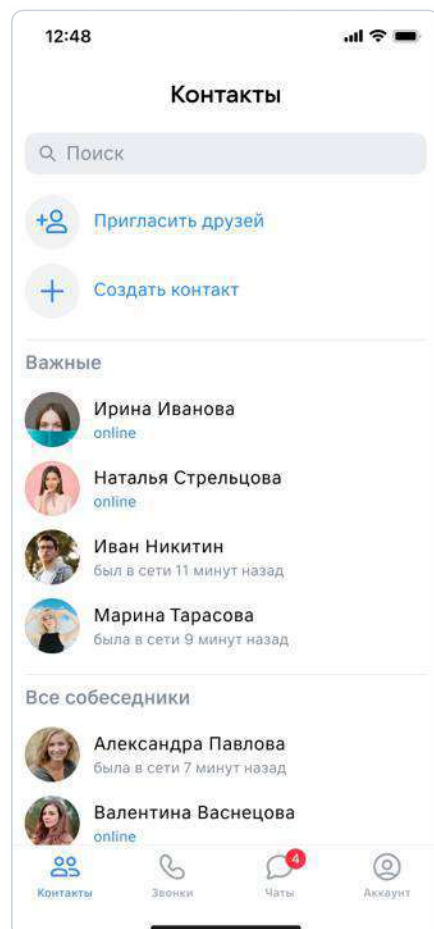 12:48
Контакты
Поиск
Пригласить друзей
Создать контакт
Важные
Ирина Иванова
online
Наталья Стрельцова
online
Иван Никитин
был в сети 11 минут назад
Марина Тарасова
была в сети 9 минут назад
Все собеседники
Александра Павлова
была в сети 7 минут назад
Валентина Васнецова
online
4
Контакты Звонки Чаты Аккаунт